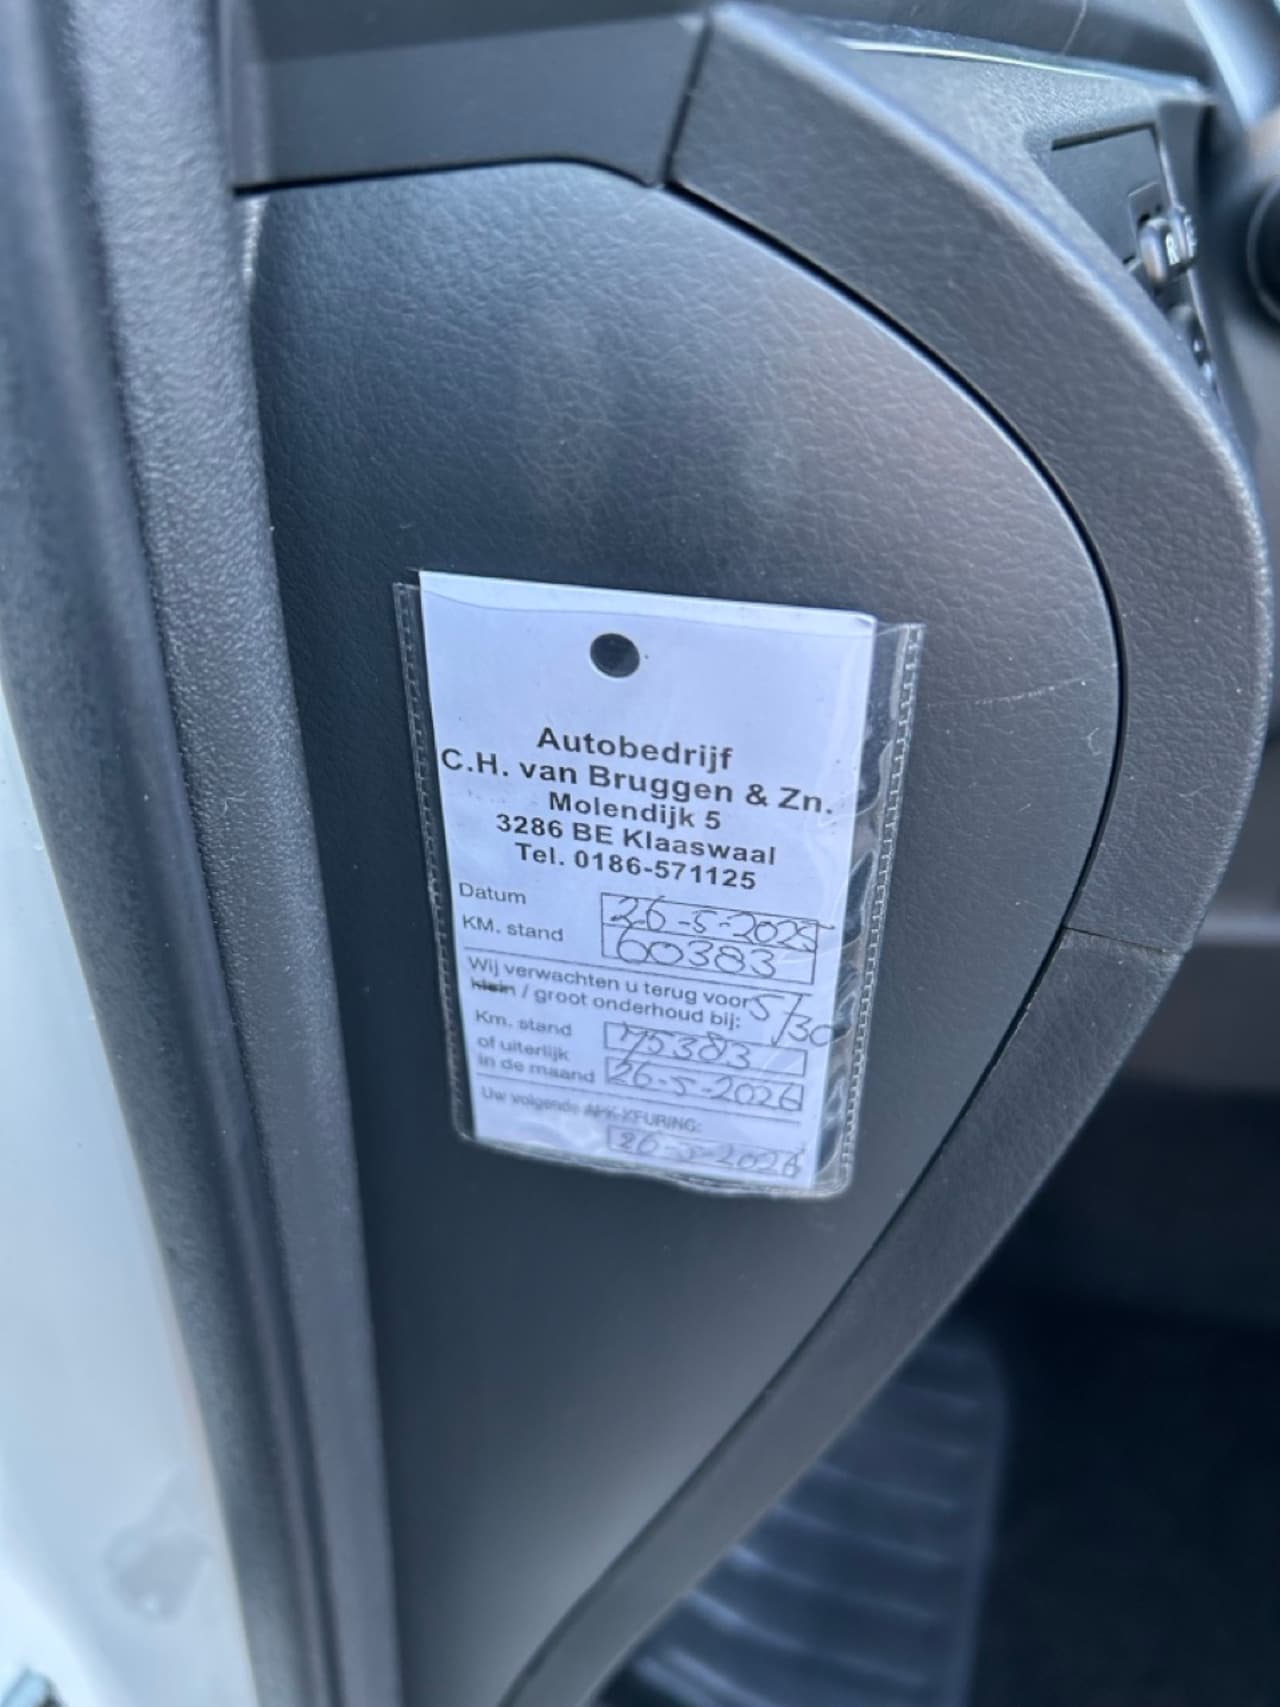 Autobedrijf
C.H. van Bruggen & Zn.
Molendijk 5
3286 BE Klaaswaal
Tel. 0186-571125
Datum 26-5-2025
KM. stand 60383
Wij verwachten u terug voor
klein / groot onderhoud bij: 5/30
Km. stand 75383
of uiterlijk
in de maand 26-5-2026
Uw volgende APK-KEURING:
26-5-2026